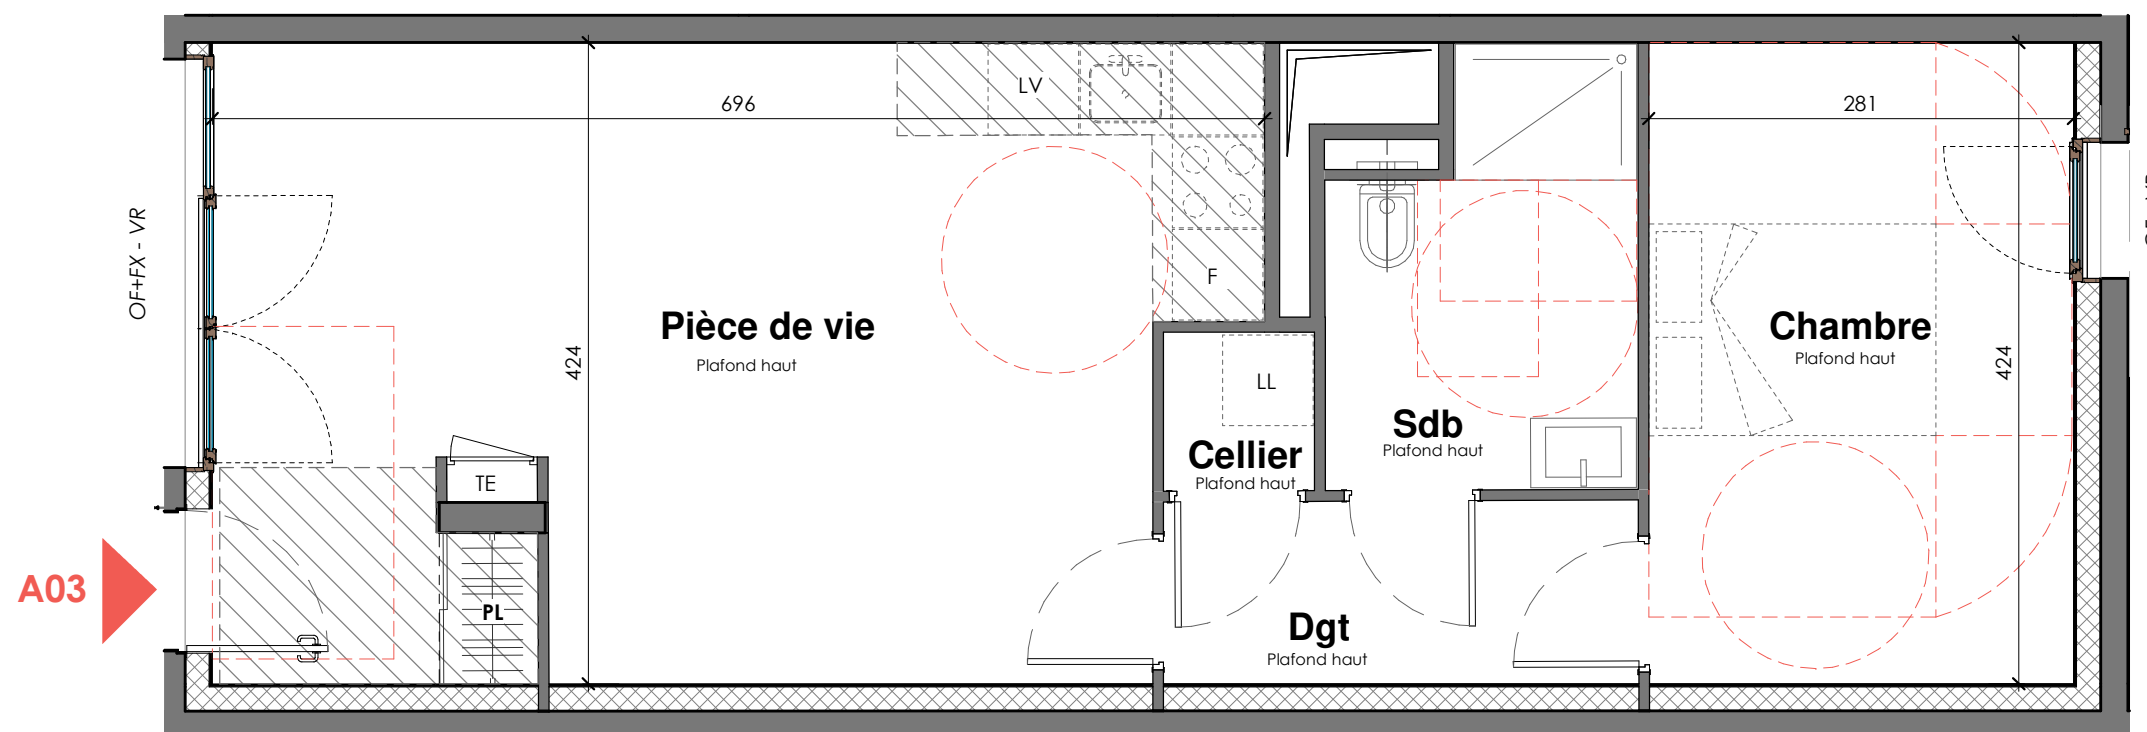 LV
696
281
OF+FX - VR
F
Pièce de vie
Plafond haut
424
Chambre
Plafond haut
424
LL
Sdb
Plafond haut
Cellier
Plafond haut
TE
A03
PL
Dgt
Plafond haut